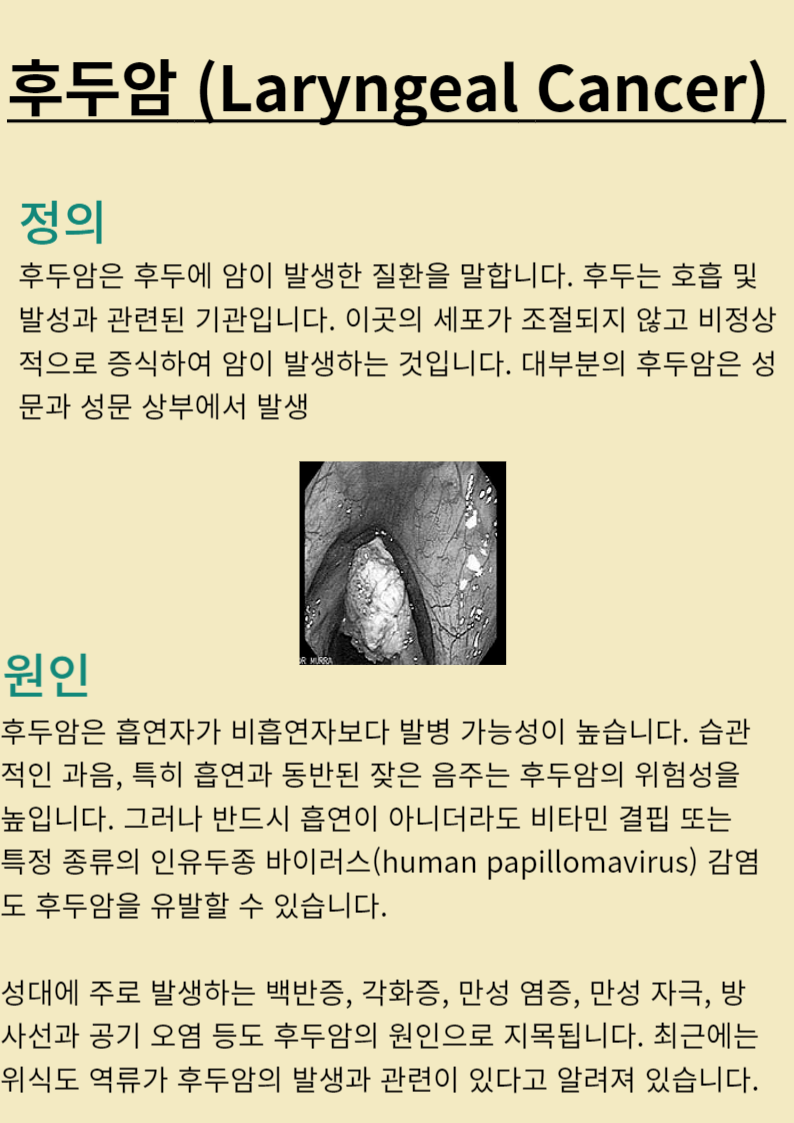 후두암 (Laryngeal Cancer)
정의
후두암은 후두에 암이 발생한 질환을 말합니다. 후두는 호흡 및
발성과 관련된 기관입니다. 이곳의 세포가 조절되지 않고 비정상
적으로 증식하여 암이 발생하는 것입니다. 대부분의 후두암은 성
문과 성문 상부에서 발생
DR MURRA
원인
후두암은 흡연자가 비흡연자보다 발병 가능성이 높습니다. 습관
적인 과음, 특히 흡연과 동반된 잦은 음주는 후두암의 위험성을
높입니다. 그러나 반드시 흡연이 아니더라도 비타민 결핍 또는
특정 종류의 인유두종 바이러스(human papillomavirus) 감염
도 후두암을 유발할 수 있습니다.
성대에 주로 발생하는 백반증, 각화증, 만성 염증, 만성 자극, 방
사선과 공기 오염 등도 후두암의 원인으로 지목됩니다. 최근에는
위식도 역류가 후두암의 발생과 관련이 있다고 알려져 있습니다.